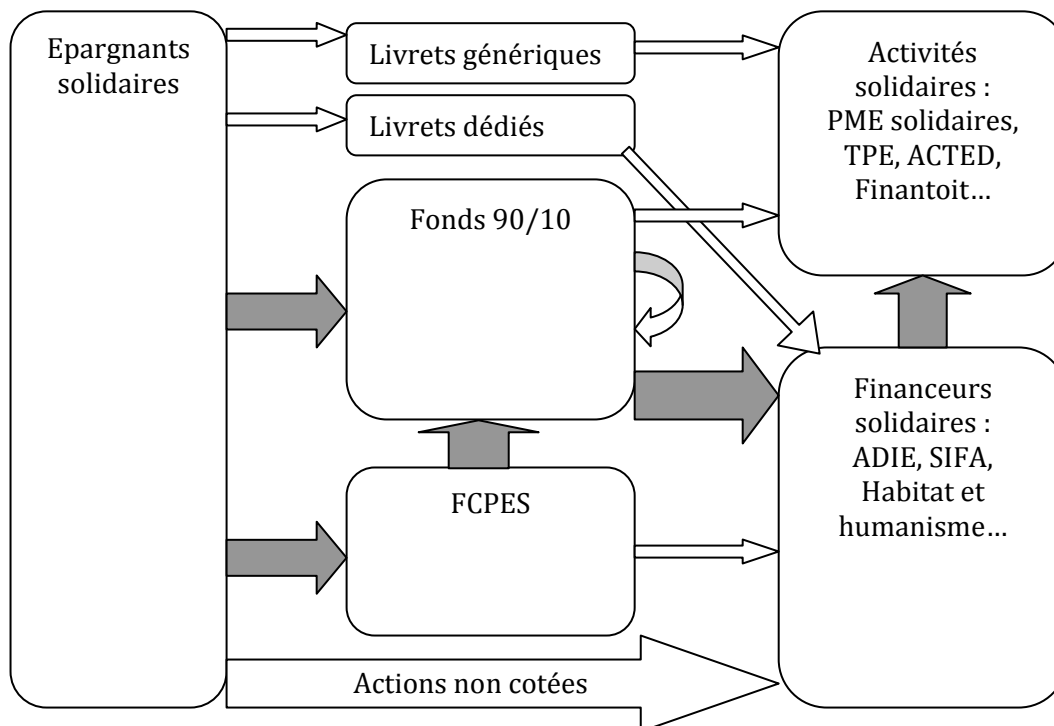 Epargnants
solidaires
Livrets génériques
Livrets dédiés
Fonds 90/10
FCPES
Actions non cotées
Activités
solidaires :
PME solidaires,
TPE, ACTED,
Finantoit…
Financeurs
solidaires :
ADIE, SIFA,
Habitat et
humanisme…